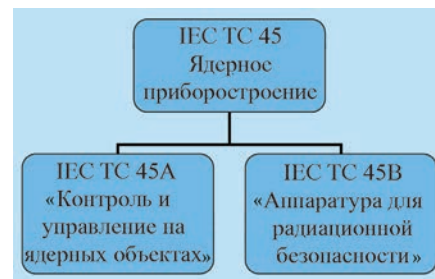 IEC TC 45
Ядерное
приборостроение
IEC TC 45A
«Контроль и
управление на
ядерных объектах»
IEC TC 45B
«Аппаратура для
радиационной
безопасности»